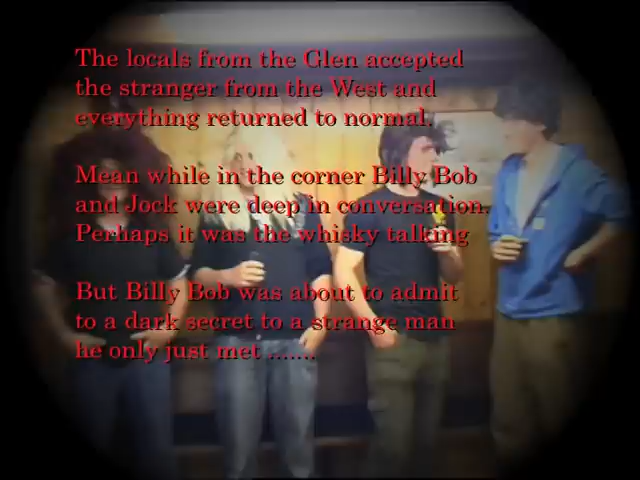 The locals from the Glen accepted
the stranger from the West and
everything returned to normal.
Mean while in the corner Billy Bob
and Jock were deep in conversation.
Perhaps it was the whisky talking
But Billy Bob was about to admit
to a dark secret to a strange man
he only just met .......